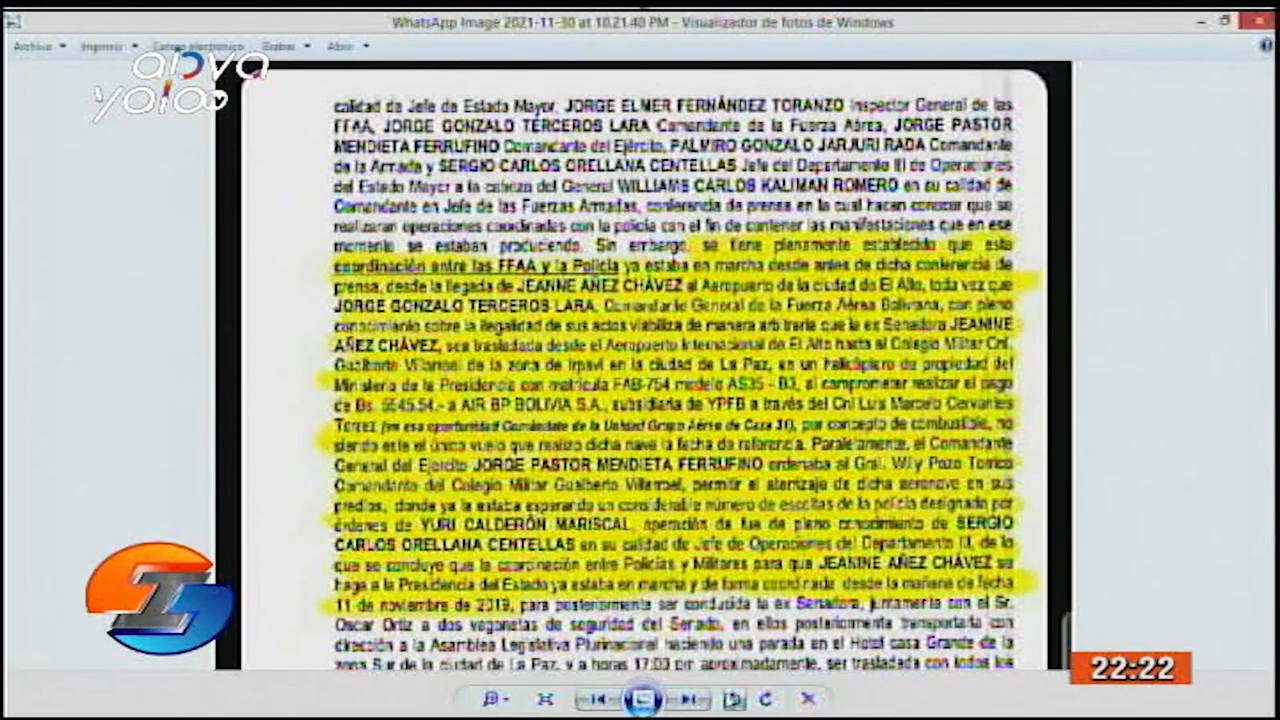 WhatsApp Image 2021-11-30 at 10.21.40 PM - Visualizador de fotos de Windows
Archivo Imprimir Correo electrónico Grabar Abrir
calidad de Jefe de Estado Mayor, JORGE ELMER FERNÁNDEZ TORANZO Inspector General de las
FFAA, JORGE GONZALO TERCEROS LARA Comandante de la Fuerza Aérea, JORGE PASTOR
MENDIETA FERRUFINO Comandante del Ejército, PALMIRO GONZALO JARJURI RADA Comandante
de la Armada y SERGIO CARLOS ORELLANA CENTELLAS Jefe del Departamento III de Operaciones
del Estado Mayor a la cabeza del General WILLIAMS CARLOS KALIMAN ROMERO en su calidad de
Comandante en Jefe de las Fuerzas Armadas, conferencia de prensa en la cual hacen conocer que se
realizaran operaciones coordinadas con la policía con el fin de contener las manifestaciones que en ese
momento se estaban produciendo. Sin embargo, se tiene plenamente establecido que esta
coordinación entre las FFAA y la Policía ya estaba en marcha desde antes de dicha conferencia de
prensa, desde la llegada de JEANNE AÑEZ CHÁVEZ al Aeropuerto de la ciudad de El Alto, toda vez que
JORGE GONZALO TERCEROS LARA, Comandante General de la Fuerza Aérea Boliviana, con pleno
conocimiento sobre la ilegalidad de sus actos viabiliza de manera arbitraria que la ex Senadora JEANINE
AÑEZ CHÁVEZ, sea trasladada desde el Aeropuerto Internacional de El Alto hasta al Colegio Militar Cnl.
Gualberto Villarroel de la zona de Irpavi en la ciudad de La Paz, en un helicóptero de propiedad del
Ministerio de la Presidencia con matricula FAB-754 modelo AS35 - B3, al comprometer realizar el pago
de Bs. 5645,54.- a AIR BP BOLIVIA S.A., subsidiaria de YPFB a través del Cnl Luis Marcelo Cervantes
Torrez (en esa oportunidad Comandate de la Unidad Grupo Aéreo de Caza 31), por concepto de combustible, no
siendo este el único vuelo que realizo dicha nave la fecha de referencia. Paralelamente, el Comandante
General del Ejercito JORGE PASTOR MENDIETA FERRUFINO ordenaba al Gral. Wily Pozo Torrico
Comandante del Colegio Militar Gualberto Villarroel, permitir el aterrizaje de dicha aeronave en sus
predios, donde ya la estaba esperando un considerable número de escoltas de la policía designado por
órdenes de YURI CALDERÓN MARISCAL, operación de fue de pleno conocimiento de SERGIO
CARLOS ORELLANA CENTELLAS en su calidad de Jefe de Operaciones del Departamento III, de lo
que se concluye que la coordinación entre Policías y Militares para que JEANINE AÑEZ CHÁVEZ se
haga a la Presidencia del Estado ya estaba en marcha y de forma coordinada desde la mañana de fecha
11 de noviembre de 2019, para posteriormente ser conducida la ex Senadora, juntamente con el Sr.
Oscar Ortiz a dos vagonetas de seguridad del Senado, en ellos posteriormente transportarla con
dirección a la Asamblea Legislativa Plurinacional haciendo una parada en el Hotel casa Grande de la
zona Sur de la ciudad de La Paz, y a horas 17:03 pm aproximadamente, ser trasladada con todos los
22:22